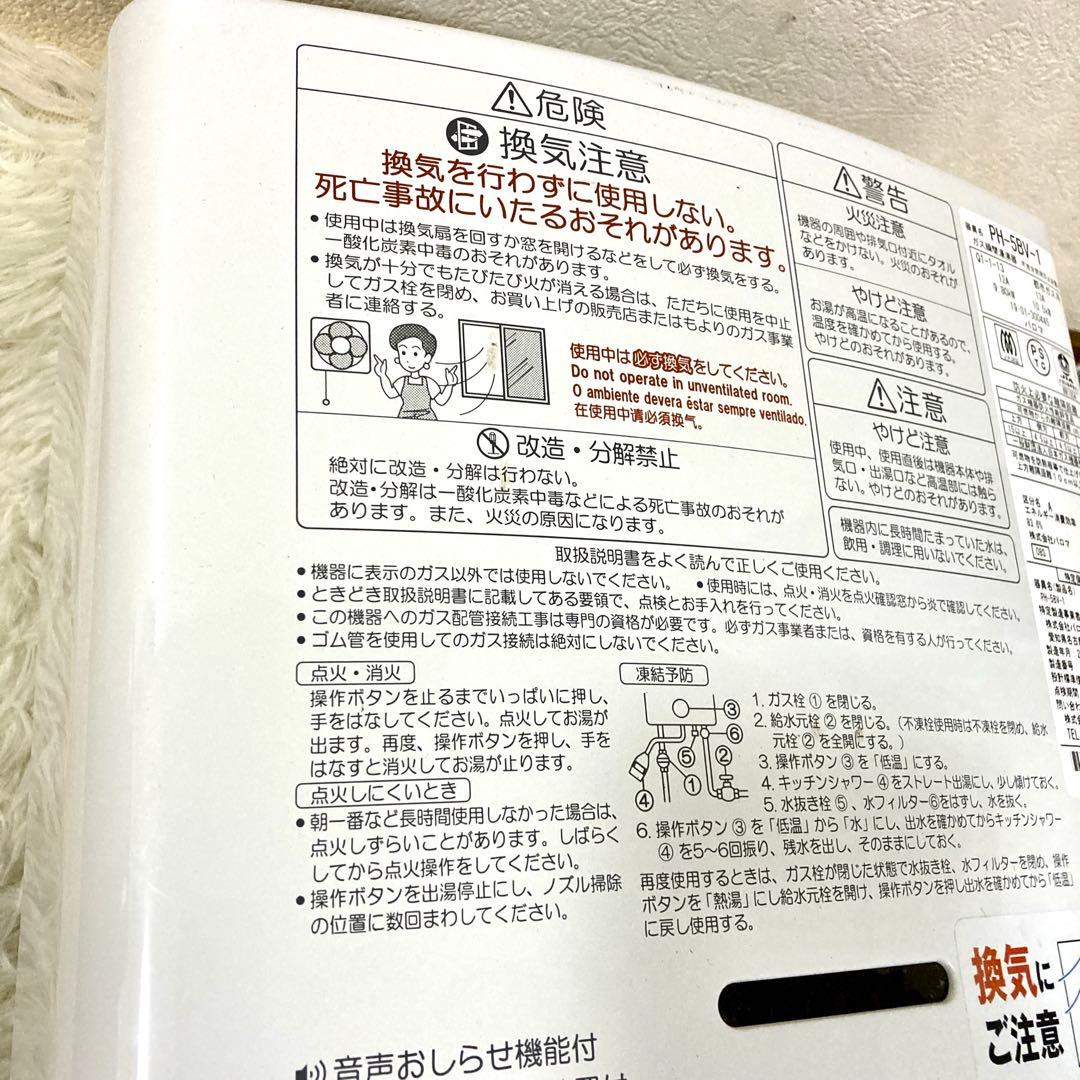 ⚠危険
換気注意
換気を行わずに使用しない。
死亡事故にいたるおそれがあります。
● 使用中は換気扇を回すか窓を開けるなどをして必ず換気をする。
一酸化炭素中毒のおそれがあります。
● 換気が十分でもたびたび火が消える場合は、ただちに使用を中止
してガス栓を閉め、お買い上げの販売店またはもよりのガス事業
者に連絡する。
使用中は必ず換気をしてください。
Do not operate in unventilated room.
O ambiente devera éstar sempre ventilado.
在使用中请必须换气。
改造・分解禁止
絶対に改造・分解は行わない。
改造・分解は一酸化炭素中毒などによる死亡事故のおそれが
あります。また、火災の原因になります。
⚠警告
火災注意
機器の周囲や排気口付近にタオル
などをかけない。火災のおそれが
あります。
やけど注意
お湯が高温になることがあるので、
温度を確かめてから使用する。
やけどのおそれがあります。
⚠注意
やけど注意
使用中、使用直後は機器本体や排
気口・出湯口など高温部には触ら
ない。やけどのおそれがあります。
機器内に長時間たまっていた水は、
飲用・調理に用いないでください。
取扱説明書をよく読んで正しくご使用ください。
● 機器に表示のガス以外では使用しないでください。 ● 使用時には、点火・消火を点火確認窓から炎で確認してください。
● ときどき取扱説明書に記載してある要領で、点検とお手入れを行ってください。
● この機器へのガス配管接続工事は専門の資格が必要です。必ずガス事業者または、資格を有する人が行ってください。
● ゴム管を使用してのガス接続は絶対にしないでください。
点火・消火
操作ボタンを止るまでいっぱいに押し、
手をはなしてください。点火してお湯が
出ます。再度、操作ボタンを押し、手を
はなすと消火してお湯が止ります。
点火しにくいとき
● 朝一番など長時間使用しなかった場合は、
点火しずらいことがあります。しばらく
してから点火操作をしてください。
● 操作ボタンを出湯停止にし、ノズル掃除
の位置に数回まわしてください。
凍結予防
③
⑥
⑤
②
①
④
1. ガス栓①を閉じる。
2. 給水元栓②を閉じる。(不凍栓使用時は不凍栓を閉め、給水
元栓②を全開にする。)
3. 操作ボタン③を「低温」にする。
4. キッチンシャワー④をストレート出湯にし、少し傾けておく。
5. 水抜き栓⑤、水フィルター⑥をはずし、水を抜く。
6. 操作ボタン③を「低温」から「水」にし、出水を確かめてからキッチンシャワー
④を5〜6回振り、残水を出し、そのままにしておく。
再度使用するときは、ガス栓が閉じた状態で水抜き栓、水フィルターを閉め、操作
ボタンを「熱湯」にし給水元栓を開け、操作ボタンを押し出水を確かめてから「低温」
に戻し使用する。
器具名 PH-5BV-1
12A
13A
パロマ
区分名 A
エネルギー消費効率
83.6%
株式会社パロマ
085
PH-5BV-1
TEL
換気に
ご注意
音声おしらせ機能付